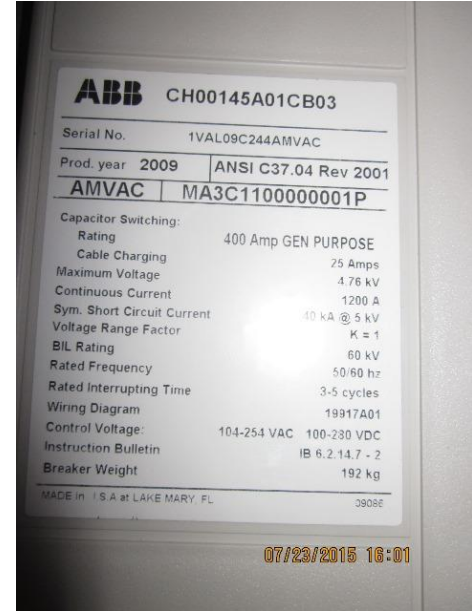 ABB CH00145A01CB03
Serial No. 1VAL09C244AMVAC
Prod. year 2009 ANSI C37.04 Rev 2001
AMVAC MA3C1100000001P
Capacitor Switching:
Rating 400 Amp GEN PURPOSE
Cable Charging 25 Amps
Maximum Voltage 4.76 kV
Continuous Current 1200 A
Sym. Short Circuit Current 40 kA @ 5 kV
Voltage Range Factor K = 1
BIL Rating 60 kV
Rated Frequency 50/60 hz
Rated Interrupting Time 3-5 cycles
Wiring Diagram 19917A01
Control Voltage: 104-254 VAC 100-280 VDC
Instruction Bulletin IB 6.2.14.7 - 2
Breaker Weight 192 kg
MADE in U.S.A at LAKE MARY, FL 09086
07/23/2015 16:01